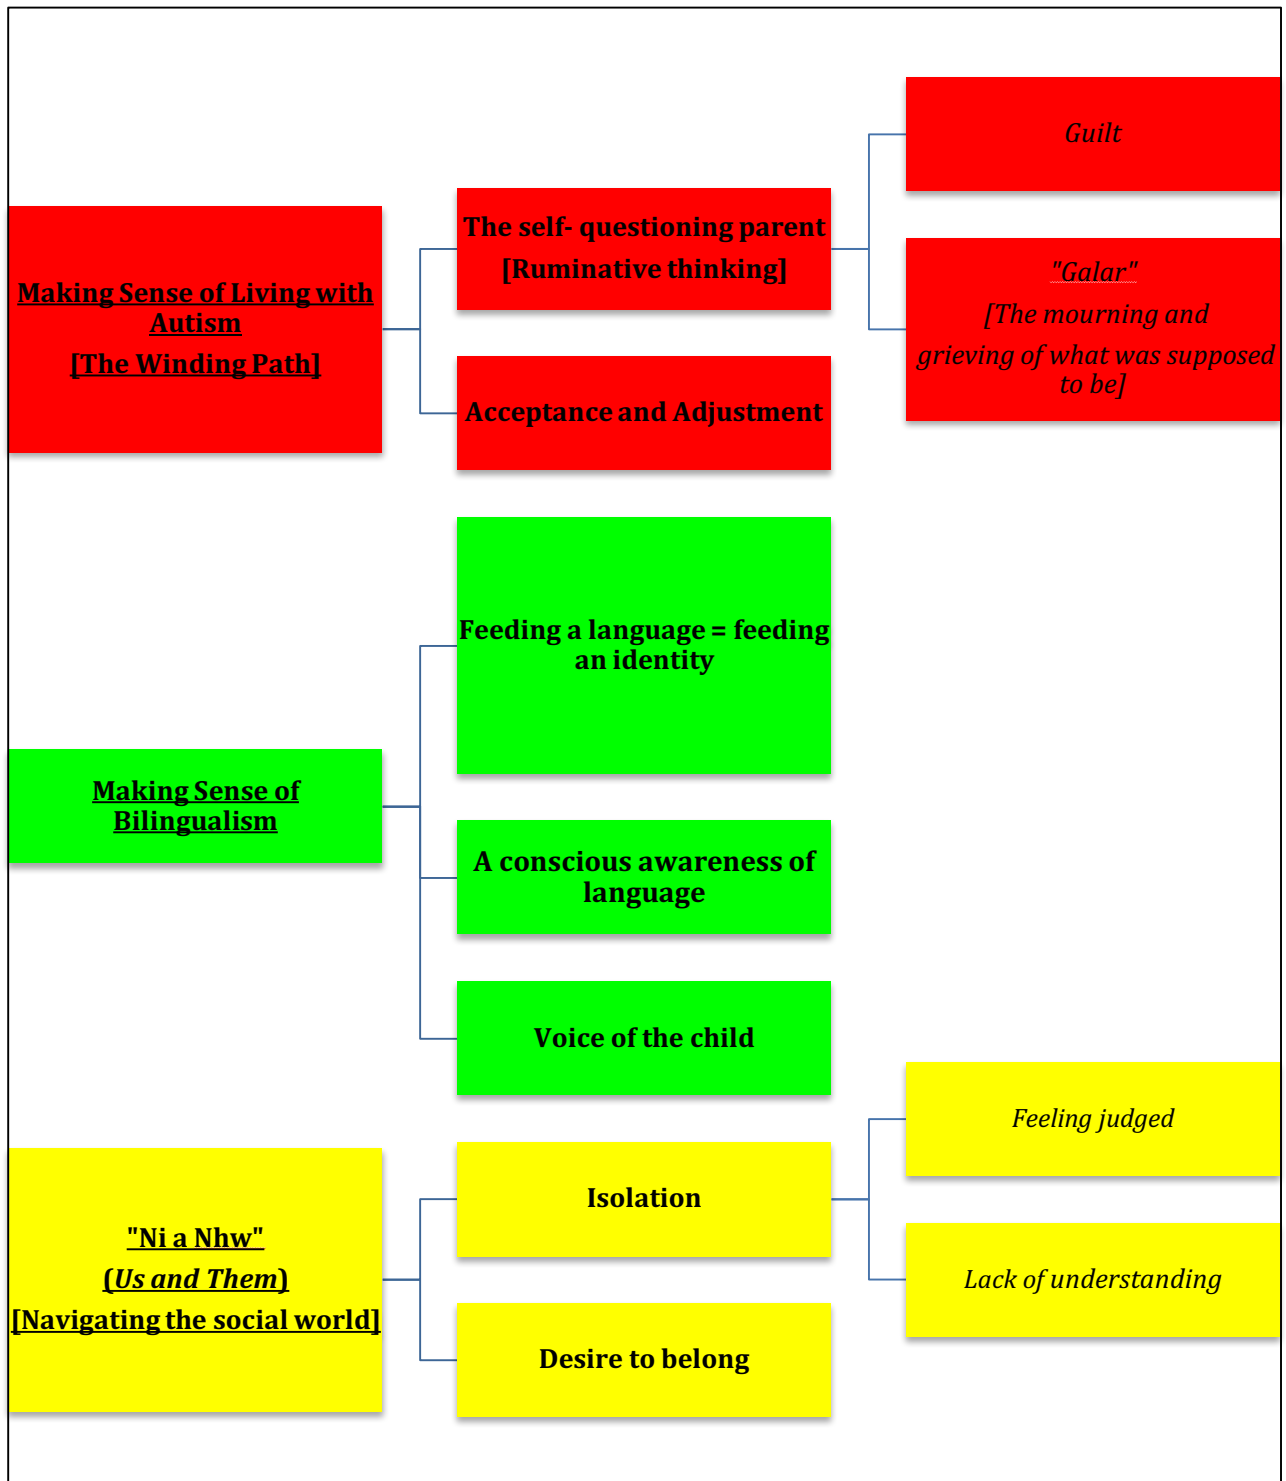 Making Sense of Living with
Autism
[The Winding Path]
The self- questioning parent
[Ruminative thinking]
Guilt
"Galar"
[The mourning and
grieving of what was supposed
to be]
Acceptance and Adjustment
Making Sense of
Bilingualism
Feeding a language = feeding
an identity
A conscious awareness of
language
Voice of the child
"Ni a Nhw"
(Us and Them)
[Navigating the social world]
Isolation
Feeling judged
Lack of understanding
Desire to belong